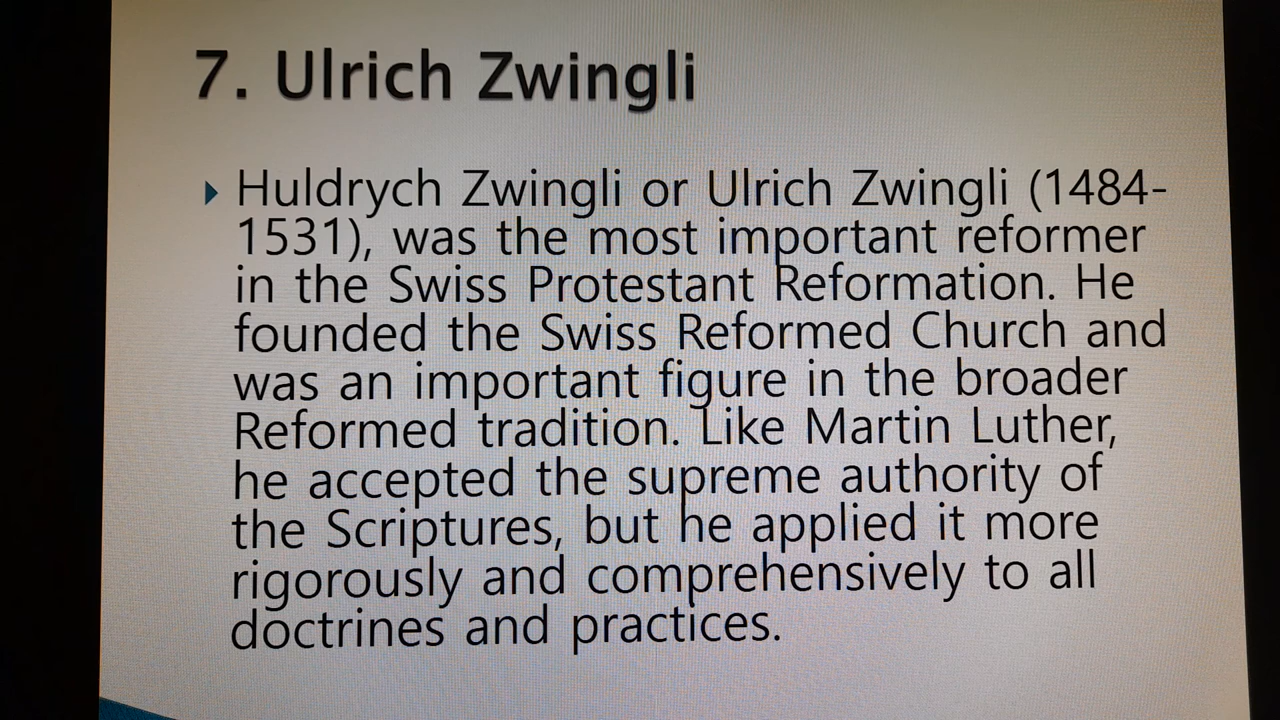 7. Ulrich Zwingli
Huldrych Zwingli or Ulrich Zwingli (1484-
1531), was the most important reformer
in the Swiss Protestant Reformation. He
founded the Swiss Reformed Church and
was an important figure in the broader
Reformed tradition. Like Martin Luther,
he accepted the supreme authority of
the Scriptures, but he applied it more
rigorously and comprehensively to all
doctrines and practices.